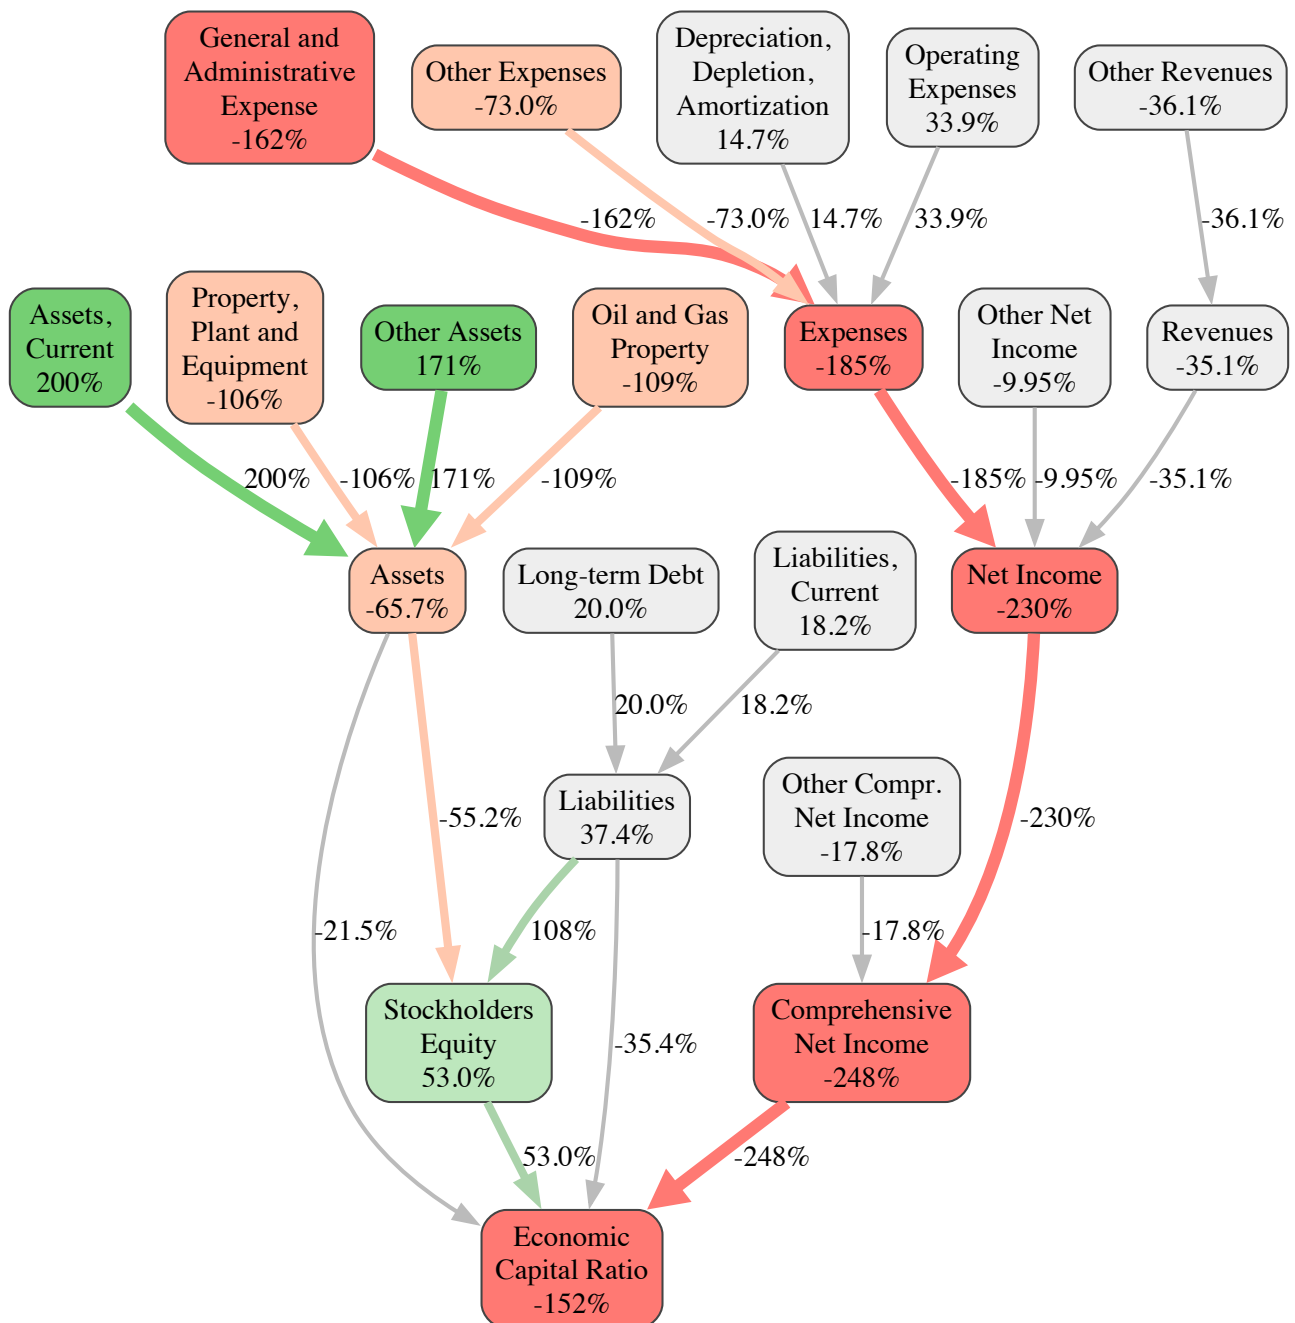 General and
Administrative
Expense
-162%
Other Expenses
-73.0%
Depreciation,
Depletion,
Amortization
14.7%
Operating
Expenses
33.9%
Other Revenues
-36.1%
-162%
-73.0%
14.7%
33.9%
-36.1%
Assets,
Current
200%
Property,
Plant and
Equipment
-106%
Other Assets
171%
Oil and Gas
Property
-109%
Expenses
-185%
Other Net
Income
-9.95%
Revenues
-35.1%
200%
-106%
171%
-109%
-185%
-9.95%
-35.1%
Assets
-65.7%
Long-term Debt
20.0%
Liabilities,
Current
18.2%
Net Income
-230%
20.0%
18.2%
Liabilities
37.4%
Other Compr.
Net Income
-17.8%
-55.2%
-230%
-21.5%
108%
-17.8%
Stockholders
Equity
53.0%
-35.4%
Comprehensive
Net Income
-248%
53.0%
-248%
Economic
Capital Ratio
-152%